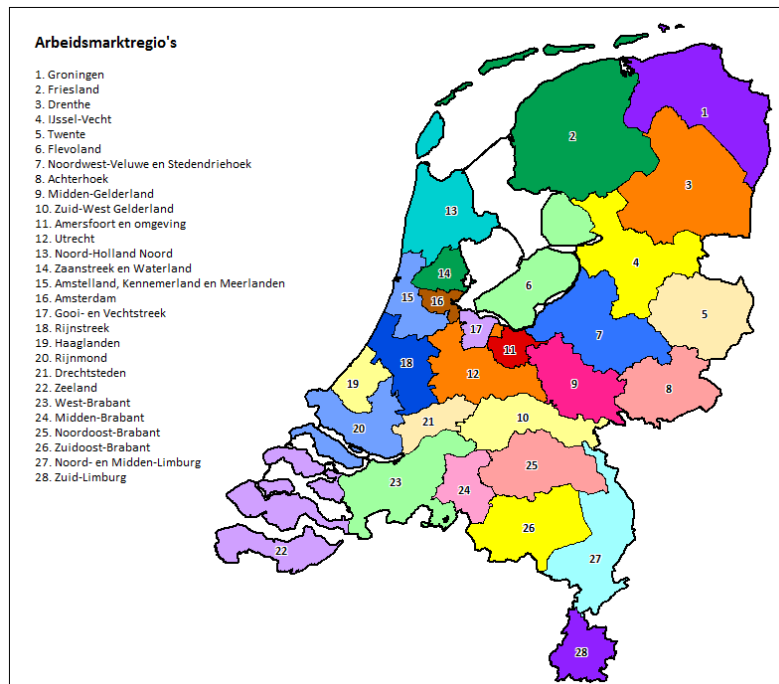 Arbeidsmarktregio's
1. Groningen
2. Friesland
3. Drenthe
4. IJssel-Vecht
5. Twente
6. Flevoland
7. Noordwest-Veluwe en Stedendriehoek
8. Achterhoek
9. Midden-Gelderland
10. Zuid-West Gelderland
11. Amersfoort en omgeving
12. Utrecht
13. Noord-Holland Noord
14. Zaanstreek en Waterland
15. Amstelland, Kennemerland en Meerlanden
16. Amsterdam
17. Gooi- en Vechtstreek
18. Rijnstreek
19. Haaglanden
20. Rijnmond
21. Drechtsteden
22. Zeeland
23. West-Brabant
24. Midden-Brabant
25. Noordoost-Brabant
26. Zuidoost-Brabant
27. Noord- en Midden-Limburg
28. Zuid-Limburg
1
2
3
13
4
14
6
15
16
5
17
7
11
18
12
19
9
8
10
21
20
25
23
24
26
22
27
28